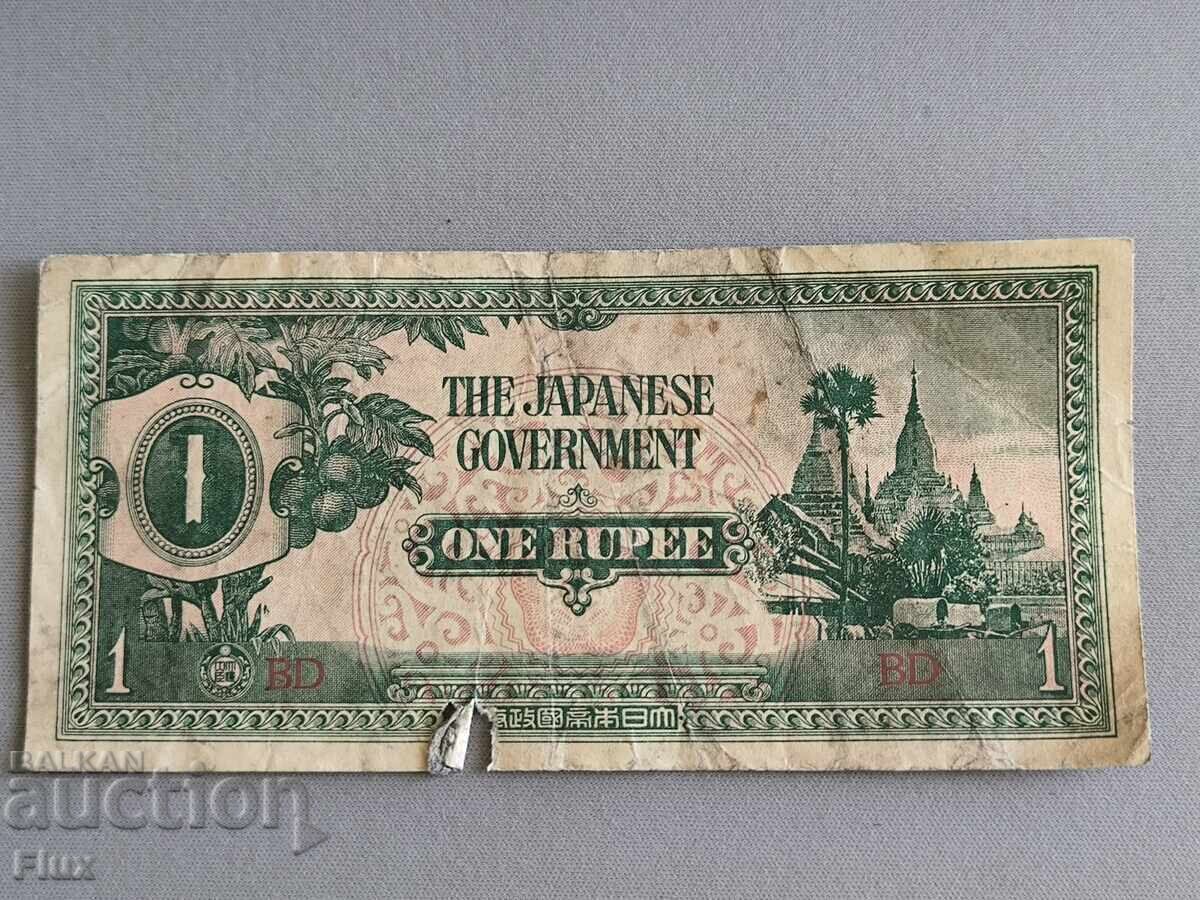 1
THE JAPANESE
GOVERNMENT
ONE RUPEE
1 BD BD 1
府政國帝本日大
BALKAN
auction
Flux